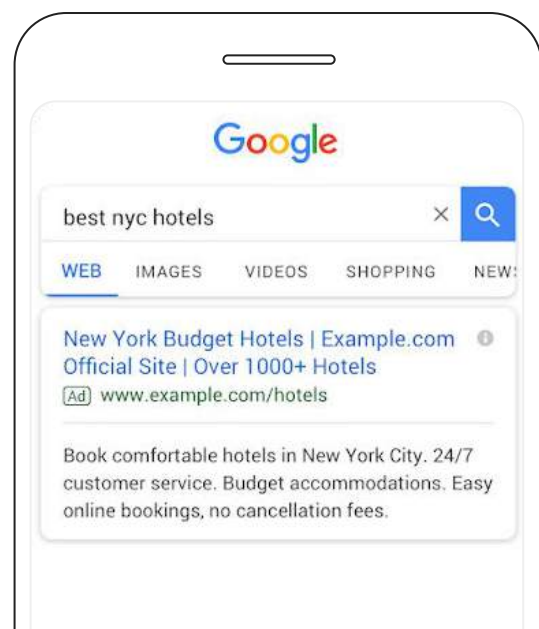 Google
best nyc hotels
WEB IMAGES VIDEOS SHOPPING NEWS
New York Budget Hotels | Example.com
Official Site | Over 1000+ Hotels
Ad www.example.com/hotels
Book comfortable hotels in New York City. 24/7
customer service. Budget accommodations. Easy
online bookings, no cancellation fees.